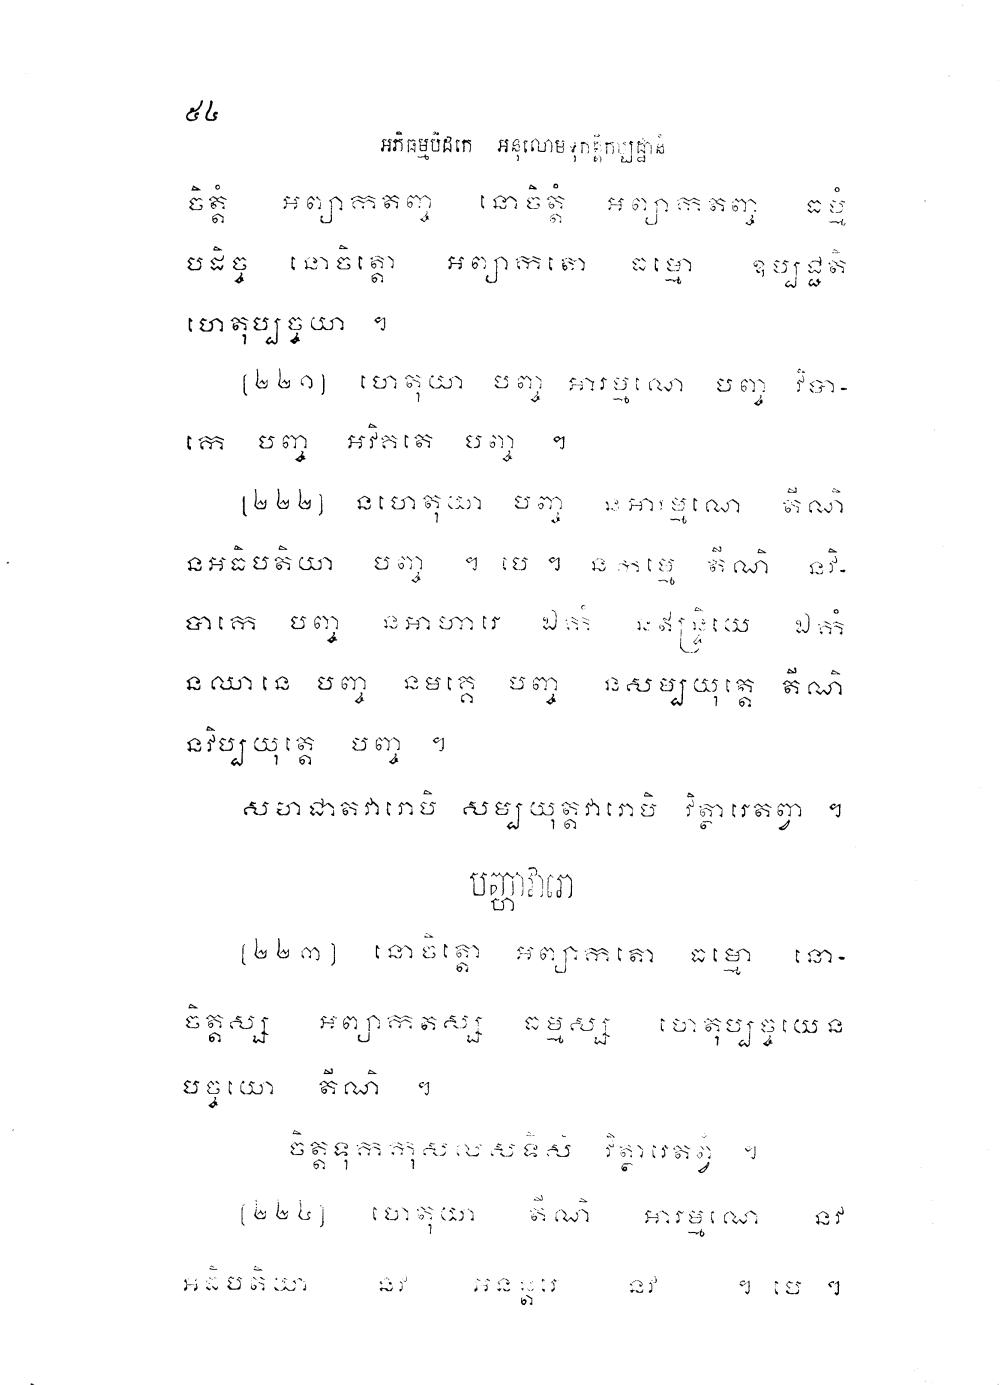 ៥៤
អភិធម្មបិដកេ អនុលោមទុកត្តិកប្បដ្ឋានំ
ចិត្តំ អព្យាកតញ្ច នោចិត្តំ អព្យាកតញ្ច ធម្មំ
បដិច្ច នោចិត្តោ អព្យាកតោ ធម្មោ ឧប្បជ្ជតិ
ហេតុប្បច្ចយា ។
(២២១) ហេតុយា បញ្ច អារម្មណោ បញ្ច វិបា-
កេ បញ្ច អវិគតេ បញ្ច ។
(២២២) នហេតុយា បញ្ច នអារម្មណោ តីណិ
នអធិបតិយា បញ្ច ។ បេ ។ នកម្មេ តីណិ នវិ-
បាកេ បញ្ច នអាហារេ ឯកំ នឥន្ទ្រិយេ ឯកំ
នឈានេ បញ្ច នមគ្គេ បញ្ច នសម្បយុត្តេ តីណិ
នវិប្បយុត្តេ បញ្ច ។
សហជាតវារោបិ សម្បយុត្តវារោបិ វិត្ថារេតព្វា ។
បញ្ហាវារោ
(២២៣) នោចិត្តោ អព្យាកតោ ធម្មោ នោ-
ចិត្តស្ស អព្យាកតស្ស ធម្មស្ស ហេតុប្បច្ចយេន
បច្ចយោ តីណិ ។
ចិត្តទុកកុសលសទិសំ វិត្ថារេតព្វំ ។
(២២៤) ហេតុយា តីណិ អារម្មណោ នវ
អធិបតិយា នវ អនន្តរេ នវ ។ បេ ។